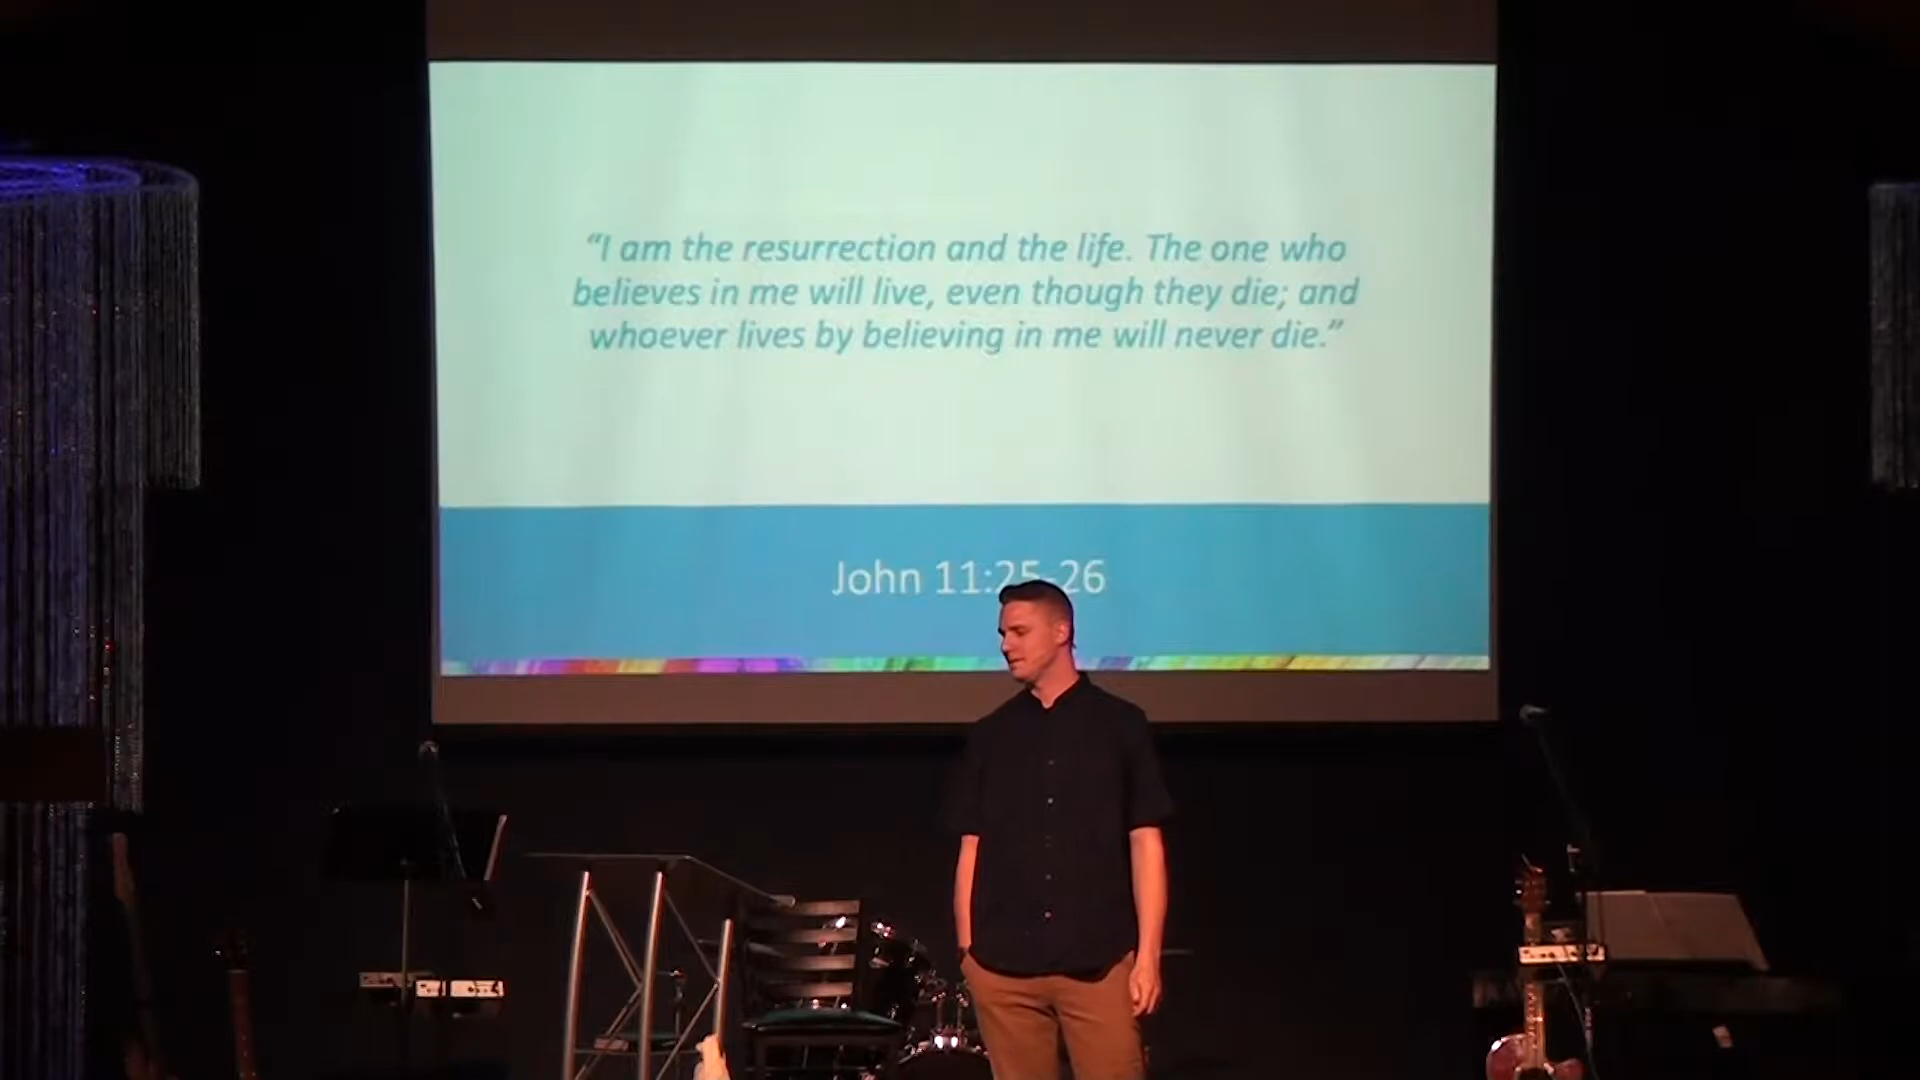 “I am the resurrection and the life. The one who
believes in me will live, even though they die; and
whoever lives by believing in me will never die.”
John 11:25-26